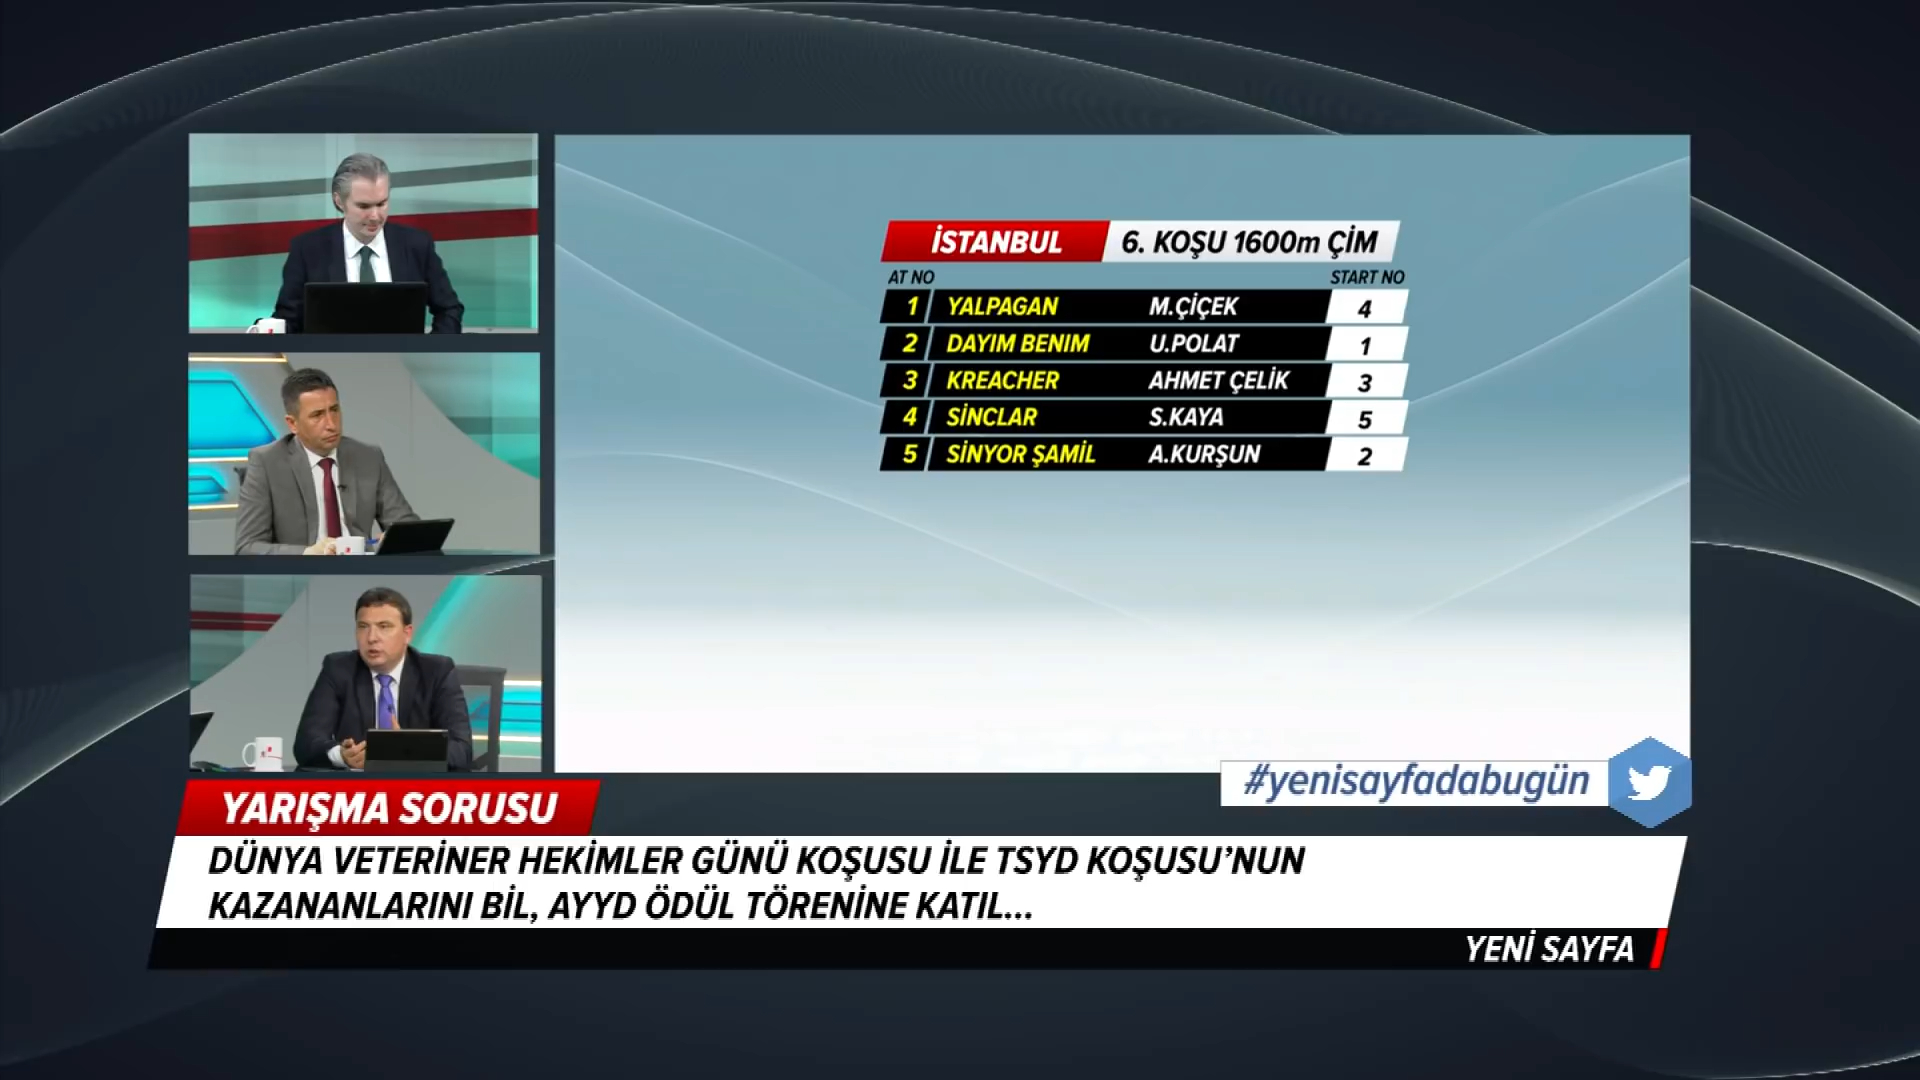 İSTANBUL 6. KOŞU 1600m ÇİM
AT NO START NO
1 YALPAGAN M.ÇİÇEK 4
2 DAYIM BENIM U.POLAT 1
3 KREACHER AHMET ÇELİK 3
4 SİNCLAR S.KAYA 5
5 SİNYOR ŞAMİL A.KURŞUN 2
#yenisayfadabugün
YARIŞMA SORUSU
DÜNYA VETERİNER HEKİMLER GÜNÜ KOŞUSU İLE TSYD KOŞUSU'NUN
KAZANANLARINI BİL, AYYD ÖDÜL TÖRENİNE KATIL...
YENİ SAYFA